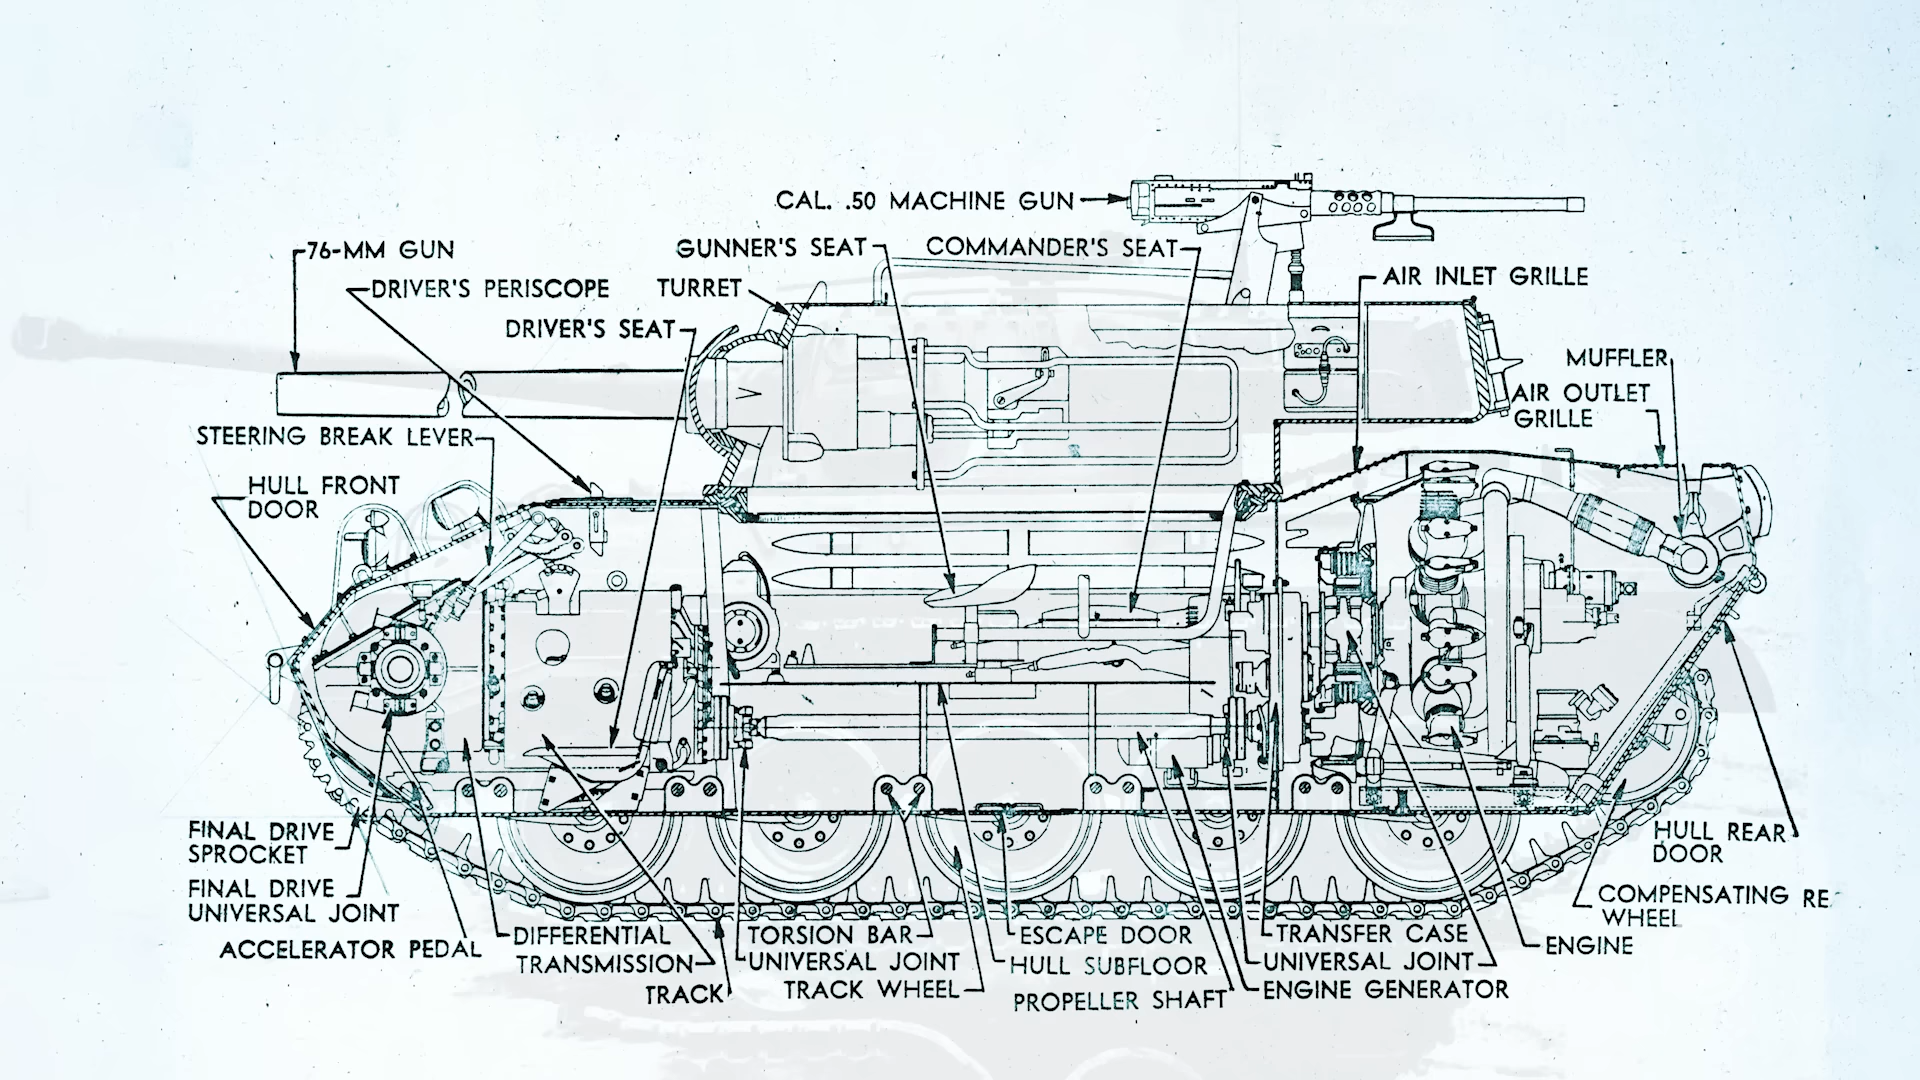 CAL. .50 MACHINE GUN
76-MM GUN
GUNNER'S SEAT
COMMANDER'S SEAT
DRIVER'S PERISCOPE
TURRET
AIR INLET GRILLE
DRIVER'S SEAT
MUFFLER
AIR OUTLET
GRILLE
STEERING BREAK LEVER
HULL FRONT
DOOR
V
FINAL DRIVE
SPROCKET
HULL REAR
DOOR
FINAL DRIVE
UNIVERSAL JOINT
COMPENSATING RE
WHEEL
ACCELERATOR PEDAL
DIFFERENTIAL
TRANSMISSION
TRACK
TORSION BAR
UNIVERSAL JOINT
TRACK WHEEL
ESCAPE DOOR
HULL SUBFLOOR
PROPELLER SHAFT
TRANSFER CASE
UNIVERSAL JOINT
ENGINE GENERATOR
ENGINE